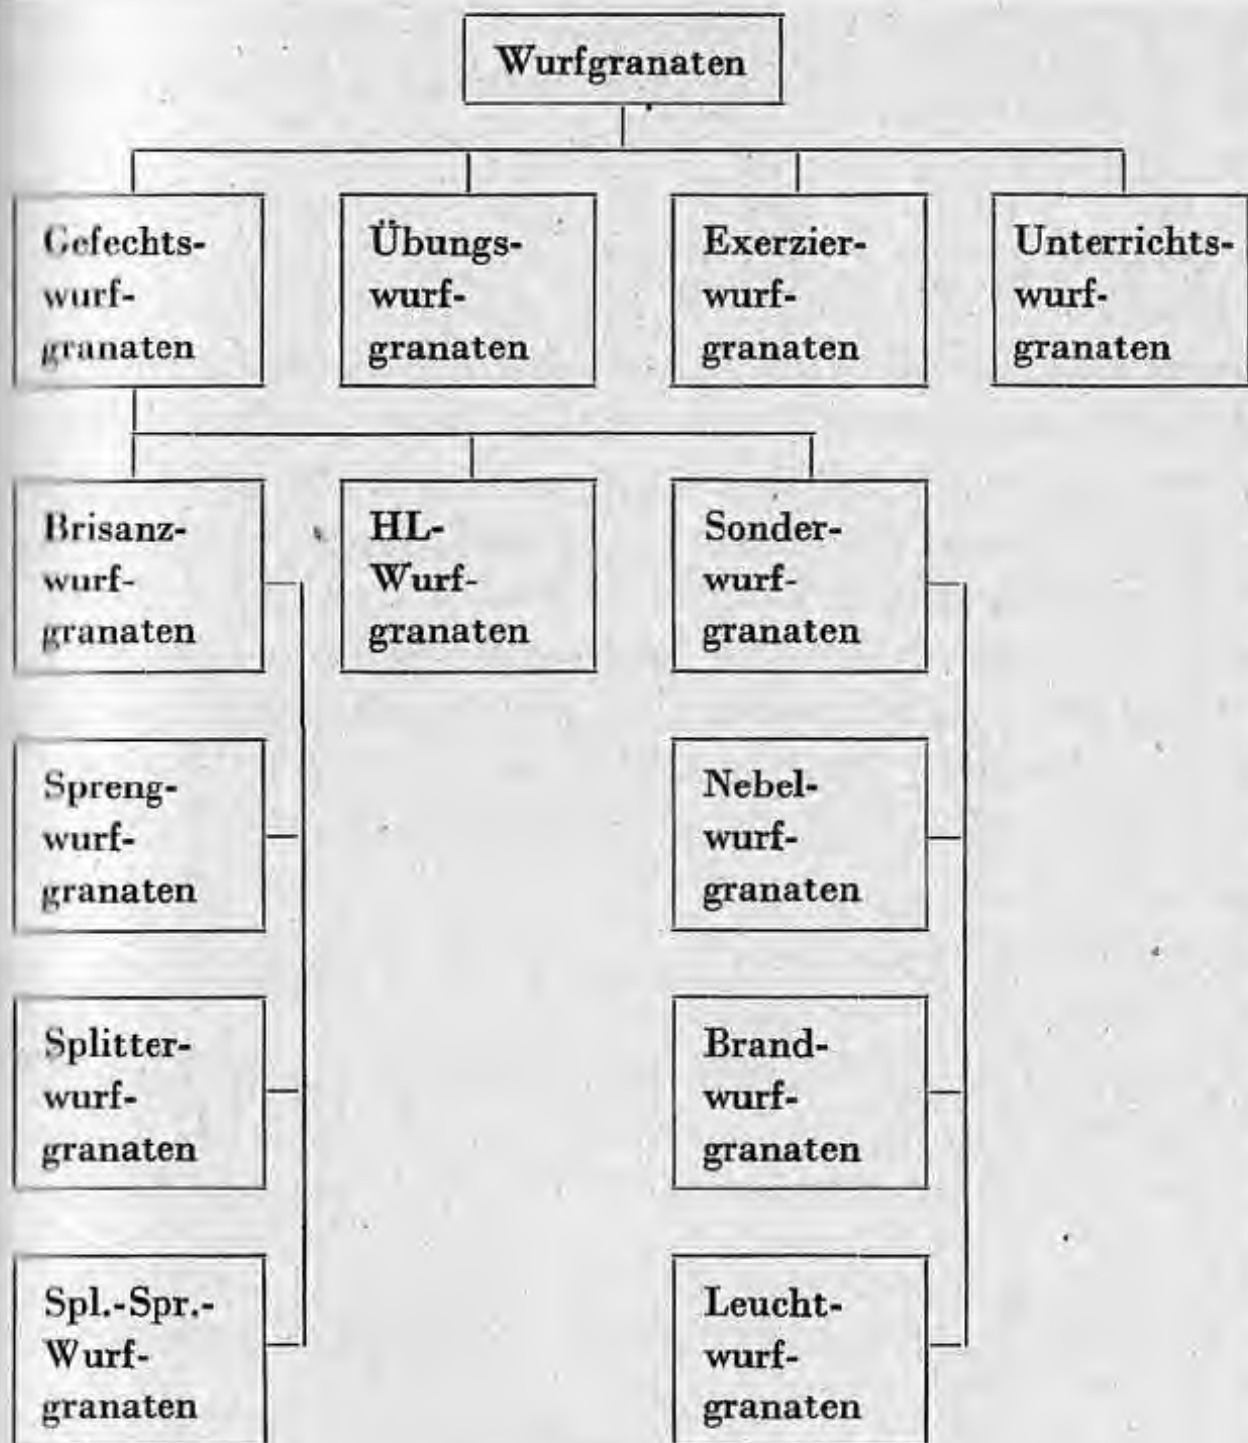 Wurfgranaten
Gefechts-
wurf-
granaten
Übungs-
wurf-
granaten
Exerzier-
wurf-
granaten
Unterrichts-
wurf-
granaten
Brisanz-
wurf-
granaten
HL-
Wurf-
granaten
Sonder-
wurf-
granaten
Spreng-
wurf-
granaten
Nebel-
wurf-
granaten
Splitter-
wurf-
granaten
Brand-
wurf-
granaten
Spl.-Spr.-
Wurf-
granaten
Leucht-
wurf-
granaten